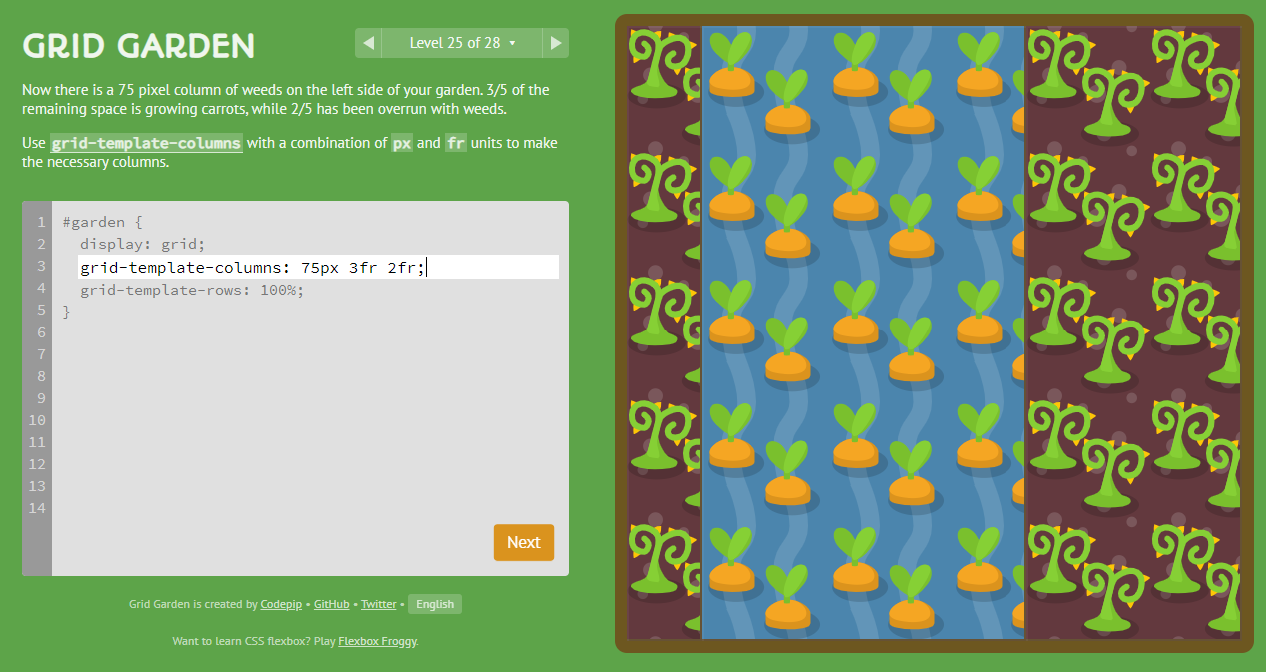 GRID GARDEN
◀ Level 25 of 28 ▾ ▶
Now there is a 75 pixel column of weeds on the left side of your garden. 3/5 of the
remaining space is growing carrots, while 2/5 has been overrun with weeds.
Use grid-template-columns with a combination of px and fr units to make
the necessary columns.
1 #garden {
2 display: grid;
3 grid-template-columns: 75px 3fr 2fr;
4 grid-template-rows: 100%;
5 }
6
7
8
9
10
11
12
13
14
Next
Grid Garden is created by Codepip • GitHub • Twitter • English
Want to learn CSS flexbox? Play Flexbox Froggy.